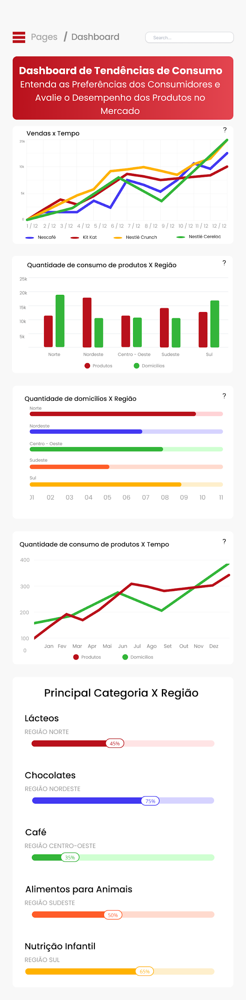 Pages / Dashboard
Search...
Dashboard de Tendências de Consumo
Entenda as Preferências dos Consumidores e
Avalie o Desempenho dos Produtos no
Mercado
Vendas x Tempo
?
25k
10k
5k
0
1 / 12 2 / 12 3 / 12 4 / 12 5 / 12 6 / 12 7 / 12 8 / 12 9 / 12 10 / 12 11 / 12 12 / 12
Nescafé Kit Kat Nestlé Crunch Nestlé Cerelac
Quantidade de consumo de produtos X Região
?
25k
20k
15k
10k
5k
Norte Nordeste Centro - Oeste Sudeste Sul
Produtos Domicílios
Quantidade de domicílios X Região
?
Norte
Nordeste
Centro - Oeste
Sudeste
Sul
01 02 03 04 05 06 07 08 09 10 11
Quantidade de consumo de produtos X Tempo
?
400
300
200
100
0
Jan Fev Mar Apr Mai Jun Jul Ago Set Out Nov Dez
Produtos Domicílios
Principal Categoria X Região
Lácteos
REGIÃO NORTE
45%
Chocolates
REGIÃO NORDESTE
75%
Café
REGIÃO CENTRO-OESTE
35%
Alimentos para Animais
REGIÃO SUDESTE
50%
Nutrição Infantil
REGIÃO SUL
65%